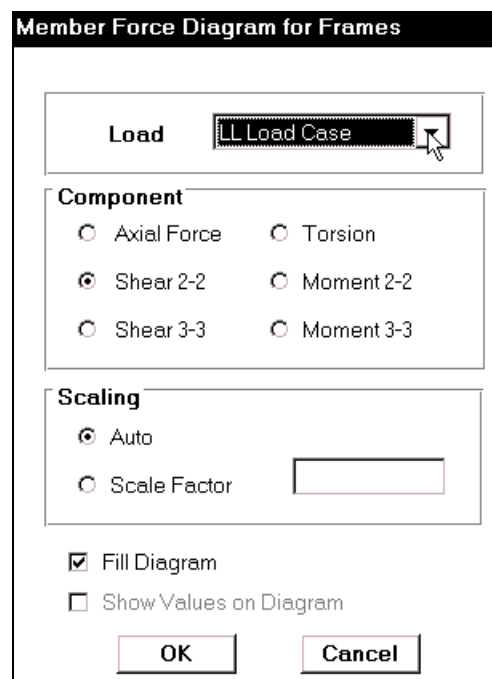 Member Force Diagram for Frames
Load LL Load Case
Component
Axial Force Torsion
Shear 2-2 Moment 2-2
Shear 3-3 Moment 3-3
Scaling
Auto
Scale Factor
Fill Diagram
Show Values on Diagram
OK Cancel